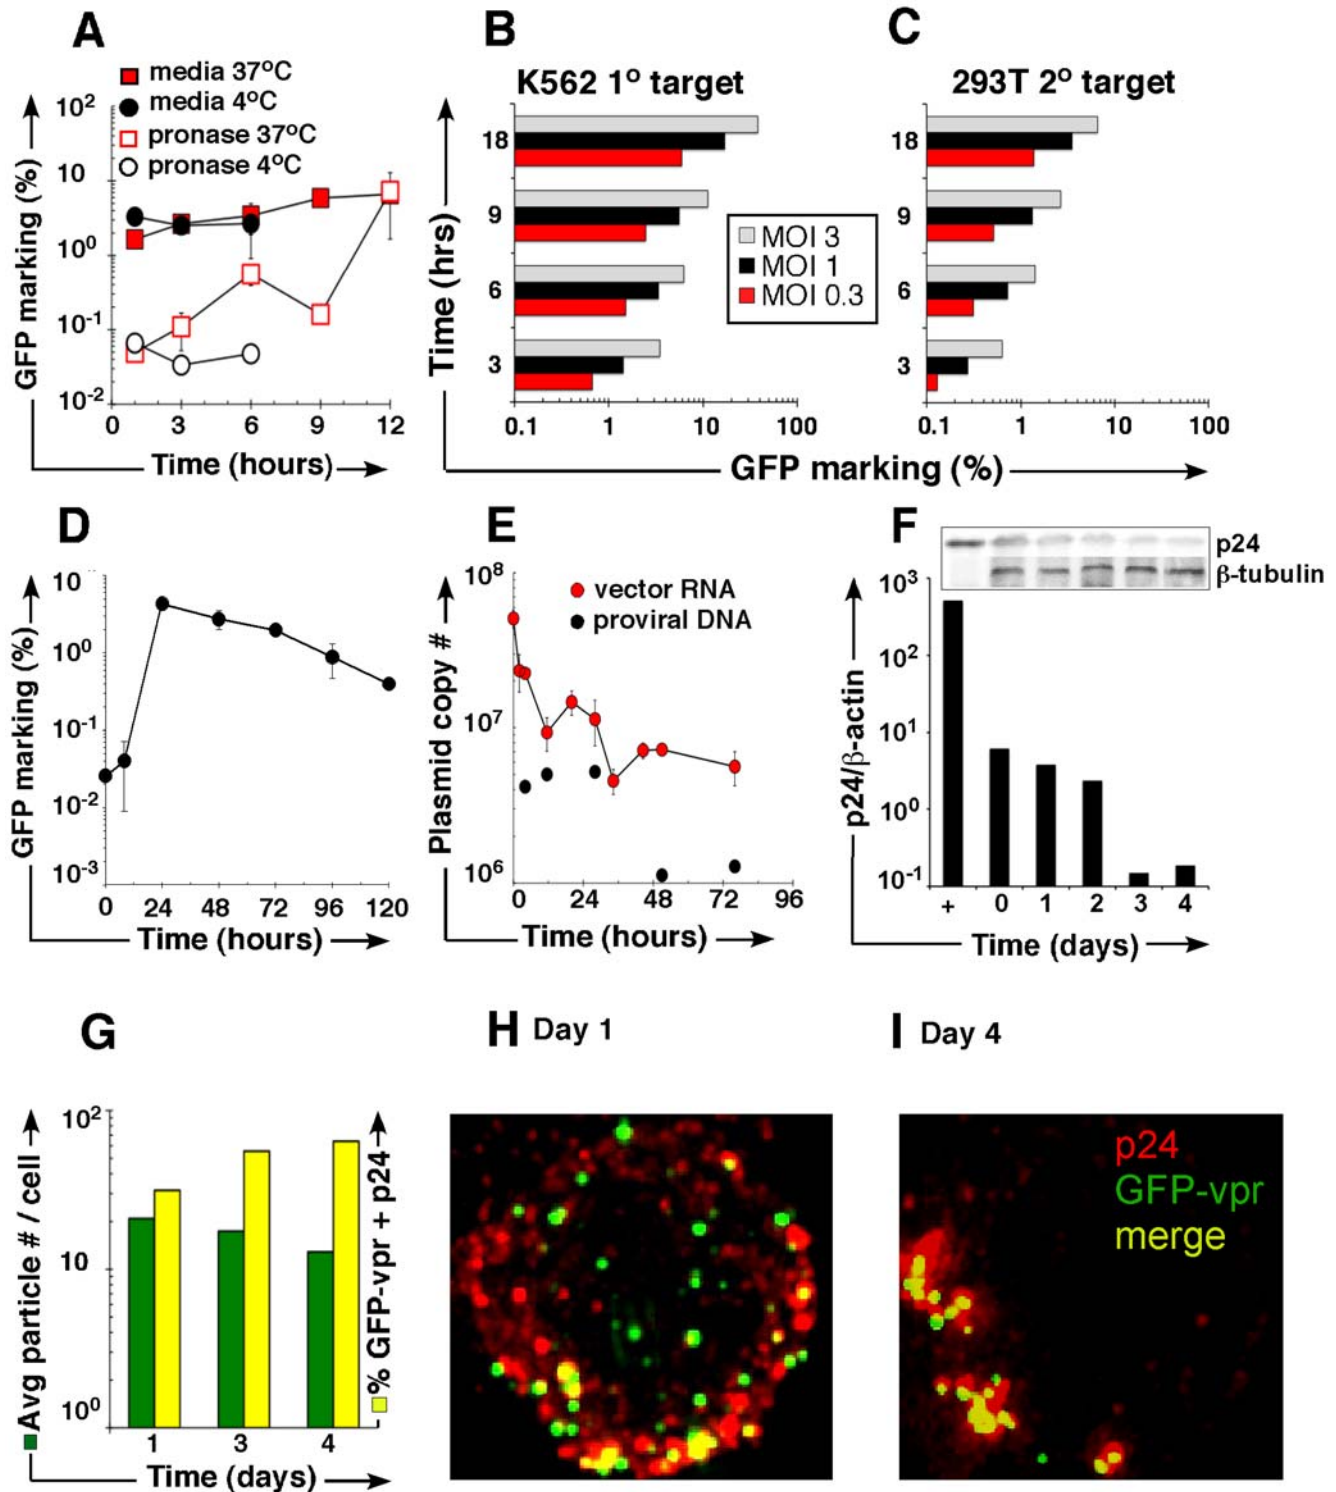 A
media 37°C
media 4°C
pronase 37°C
pronase 4°C
GFP marking (%)
10²
10
10⁰
10⁻¹
10⁻²
0 3 6 9 12
Time (hours)
B
K562 1° target
Time (hrs)
18
9
6
3
0.1 1 10 100
MOI 3
MOI 1
MOI 0.3
C
293T 2° target
18
9
6
3
0.1 1 10 100
GFP marking (%)
D
GFP marking (%)
10
10⁰
10⁻¹
10⁻²
10⁻³
0 24 48 72 96 120
Time (hours)
E
vector RNA
proviral DNA
Plasmid copy #
10⁸
10⁷
10⁶
0 24 48 72 96
Time (hours)
F
p24
β-tubulin
p24/β-actin
10³
10²
10¹
10⁰
10⁻¹
+ 0 1 2 3 4
Time (days)
G
Avg particle # / cell
% GFP-vpr + p24
10²
10
10⁰
1 3 4
Time (days)
H Day 1
I Day 4
p24
GFP-vpr
merge